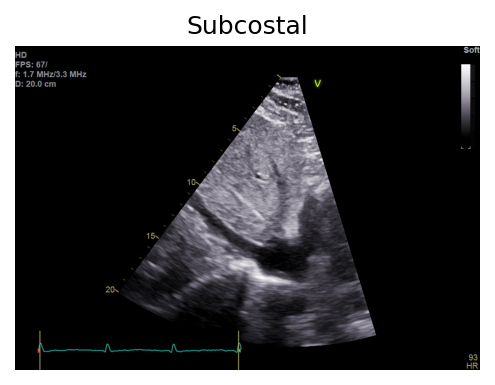 Subcostal
HD
FPS: 67/
f: 1.7 MHz/3.3 MHz
D: 20.0 cm
Soft
V
5
10
15
20
93
HR